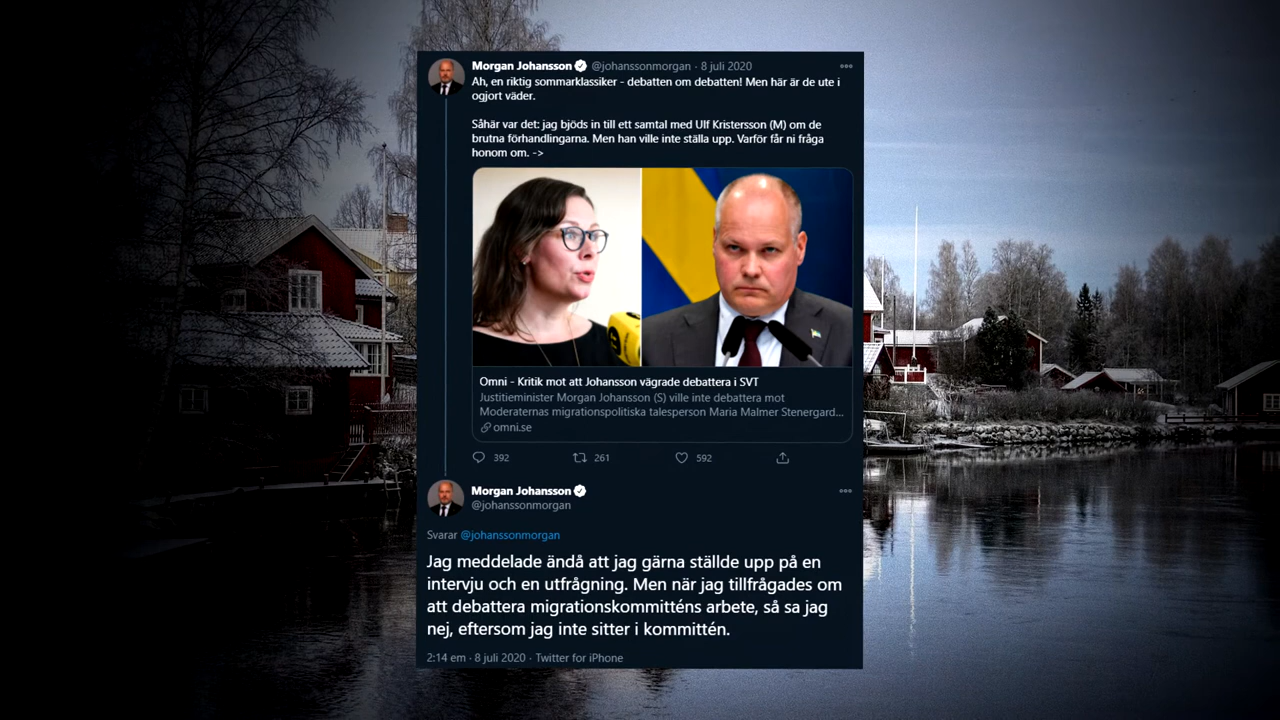 Morgan Johansson @johanssonmorgan · 8 juli 2020
Ah, en riktig sommarklassiker - debatten om debatten! Men här är de ute i
ogjort väder.
Såhär var det: jag bjöds in till ett samtal med Ulf Kristersson (M) om de
brutna förhandlingarna. Men han ville inte ställa upp. Varför får ni fråga
honom om. ->
Omni - Kritik mot att Johansson vägrade debattera i SVT
Justitieminister Morgan Johansson (S) ville inte debattera mot
Moderaternas migrationspolitiska talesperson Maria Malmer Stenergard...
omni.se
392 261 592
Morgan Johansson
@johanssonmorgan
Svarar @johanssonmorgan
Jag meddelade ändå att jag gärna ställde upp på en
intervju och en utfrågning. Men när jag tillfrågades om
att debattera migrationskommitténs arbete, så sa jag
nej, eftersom jag inte sitter i kommittén.
2:14 em · 8 juli 2020 · Twitter for iPhone